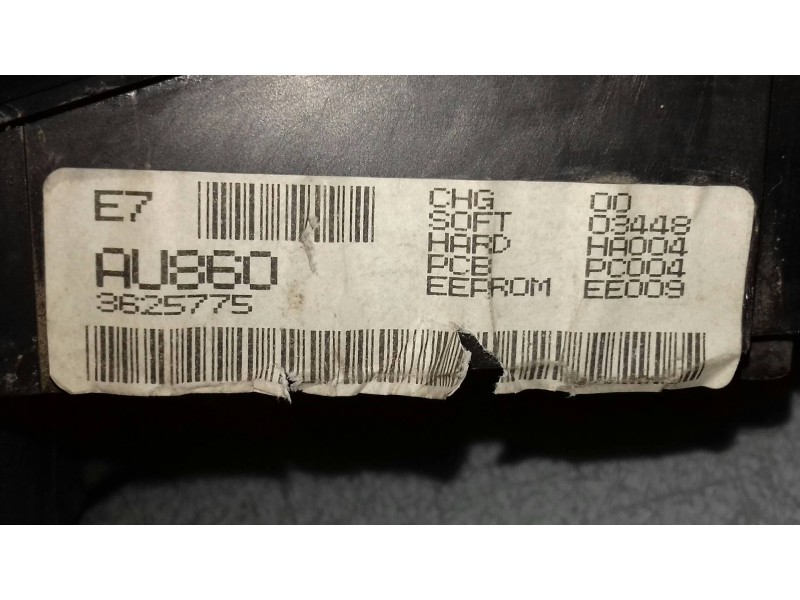 E7
AU860
3625775
CHG 00
SOFT 03448
HARD HA004
PCB PC004
EEPROM EE009